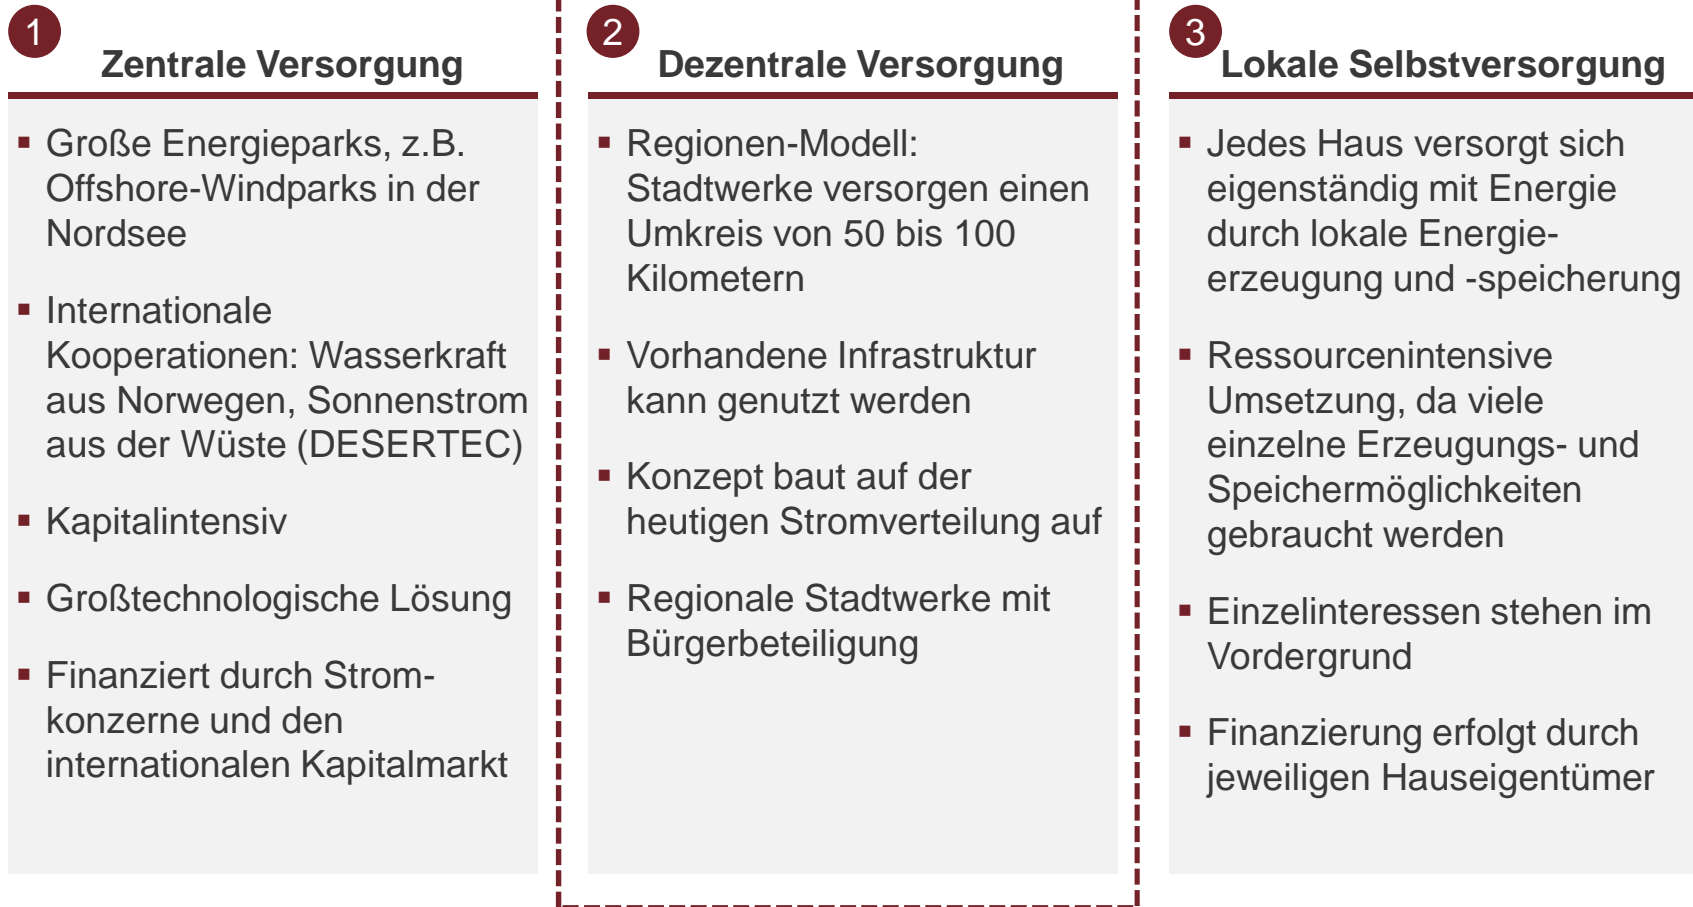 1
Zentrale Versorgung
▪ Große Energieparks, z.B.
Offshore-Windparks in der
Nordsee
▪ Internationale
Kooperationen: Wasserkraft
aus Norwegen, Sonnenstrom
aus der Wüste (DESERTEC)
▪ Kapitalintensiv
▪ Großtechnologische Lösung
▪ Finanziert durch Strom-
konzerne und den
internationalen Kapitalmarkt
2
Dezentrale Versorgung
▪ Regionen-Modell:
Stadtwerke versorgen einen
Umkreis von 50 bis 100
Kilometern
▪ Vorhandene Infrastruktur
kann genutzt werden
▪ Konzept baut auf der
heutigen Stromverteilung auf
▪ Regionale Stadtwerke mit
Bürgerbeteiligung
3
Lokale Selbstversorgung
▪ Jedes Haus versorgt sich
eigenständig mit Energie
durch lokale Energie-
erzeugung und -speicherung
▪ Ressourcenintensive
Umsetzung, da viele
einzelne Erzeugungs- und
Speichermöglichkeiten
gebraucht werden
▪ Einzelinteressen stehen im
Vordergrund
▪ Finanzierung erfolgt durch
jeweiligen Hauseigentümer